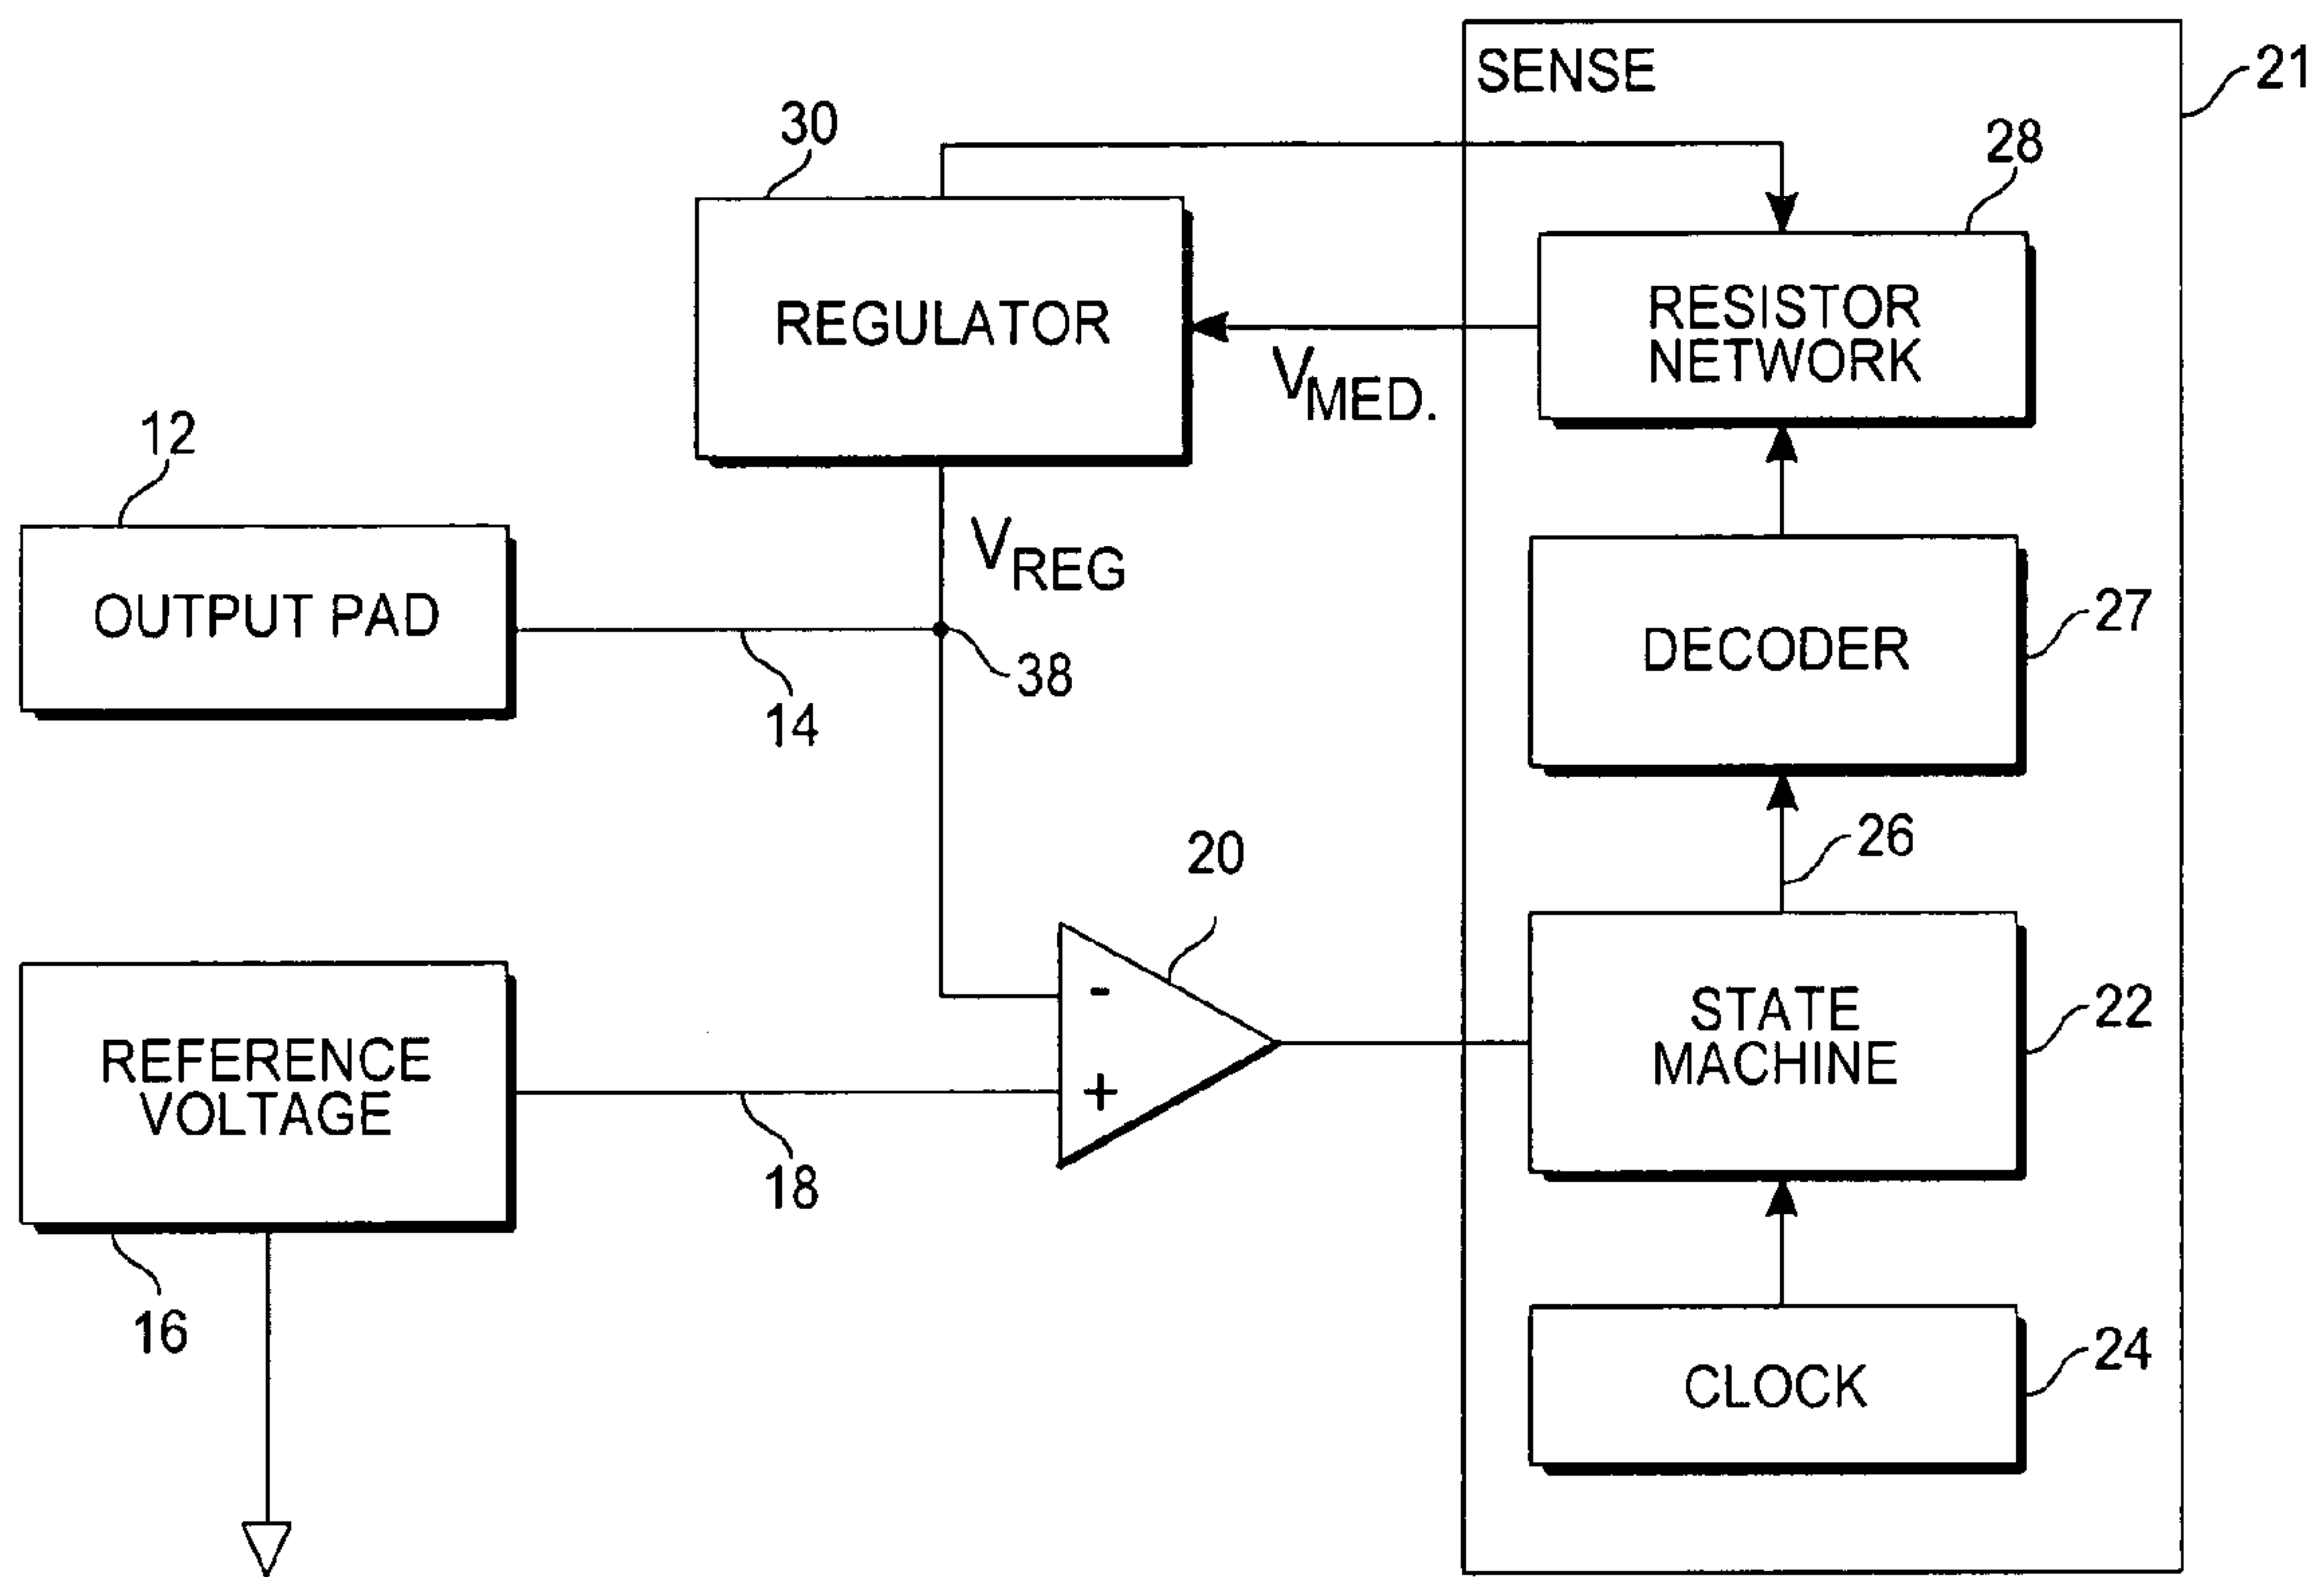 SENSE
21
30
28
REGULATOR
RESISTOR
NETWORK
VMED.
12
VREG
OUTPUT PAD
38
14
DECODER
27
26
20
-
+
STATE
MACHINE
22
REFERENCE
VOLTAGE
18
16
CLOCK
24